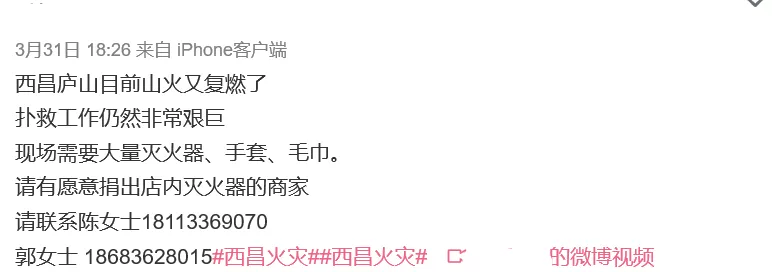 3月31日 18:26 来自 iPhone客户端
西昌庐山目前山火又复燃了
扑救工作仍然非常艰巨
现场需要大量灭火器、手套、毛巾。
请有愿意捐出店内灭火器的商家
请联系陈女士18113369070
郭女士 18683628015#西昌火灾##西昌火灾# 的微博视频